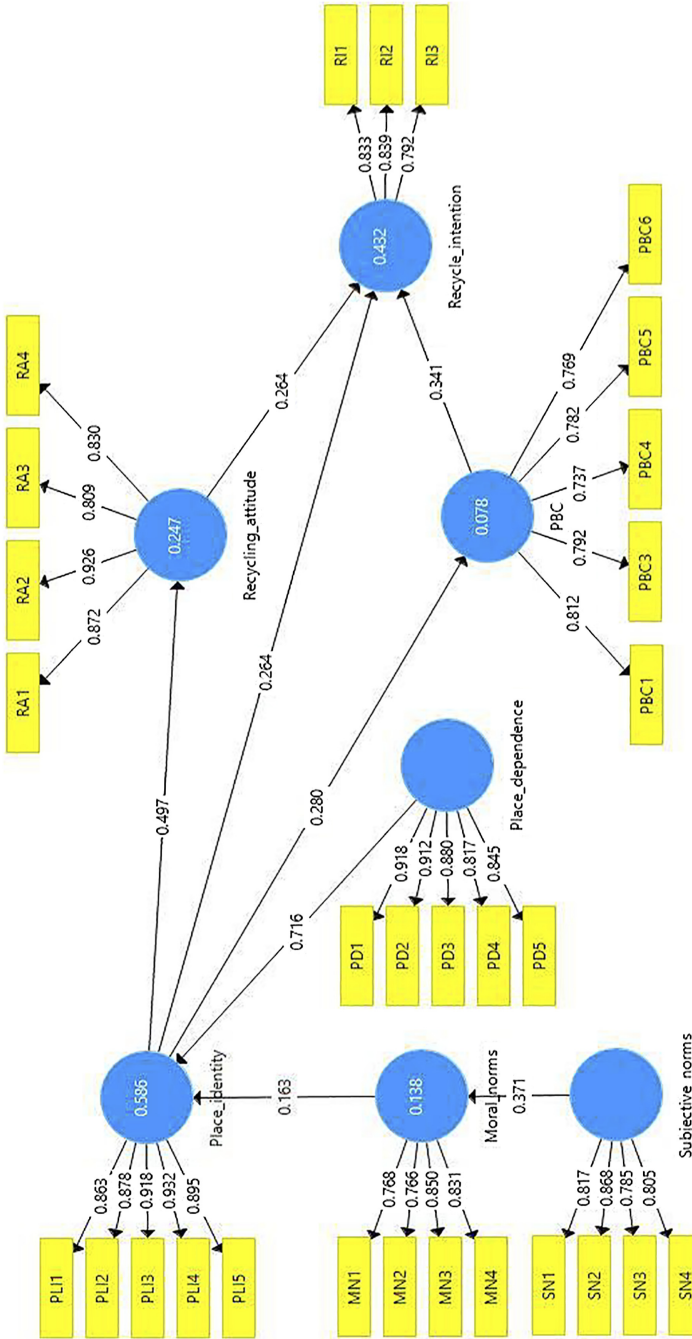 RA1 RA2 RA3 RA4
PLI1
PLI2
PLI3
PLI4
PLI5
0.863
0.878
0.918
0.932
0.895
0.586
Place_identity
0.872 0.926 0.809 0.830
0.247
Recycling_attitude
0.497
0.264
0.264
0.280
0.716
0.163
RI1
RI2
RI3
0.833
0.839
0.792
0.432
Recycle_intention
0.341
MN1
MN2
MN3
MN4
0.768
0.766
0.850
0.831
0.138
Moral_norms
0.371
PD1
PD2
PD3
PD4
PD5
0.918
0.912
0.880
0.817
0.845
Place_dependence
0.078
PBC
0.812 0.792 0.737 0.782 0.769
PBC1 PBC3 PBC4 PBC5 PBC6
SN1
SN2
SN3
SN4
0.817
0.868
0.785
0.805
Subiective norms